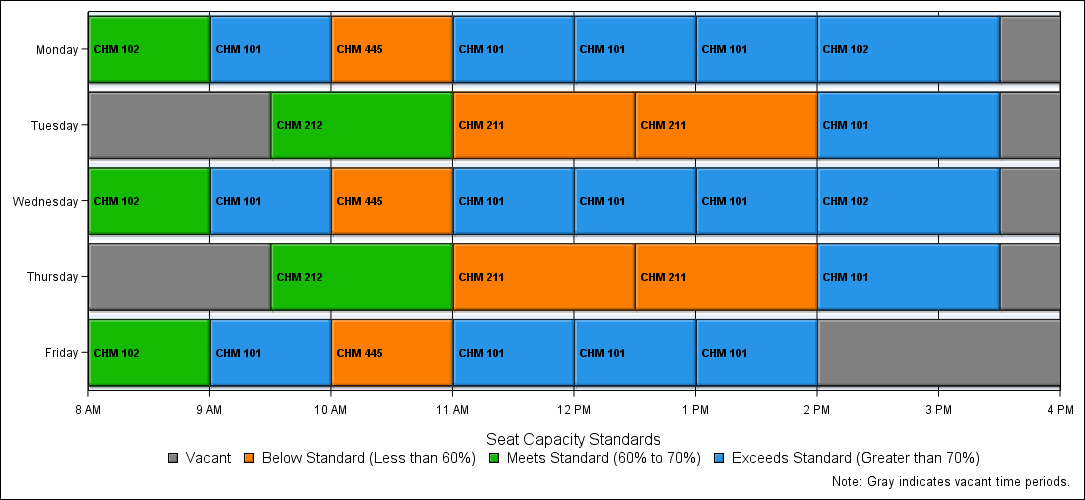 Monday CHM 102 CHM 101 CHM 445 CHM 101 CHM 101 CHM 101 CHM 102
Tuesday CHM 212 CHM 211 CHM 211 CHM 101
Wednesday CHM 102 CHM 101 CHM 445 CHM 101 CHM 101 CHM 101 CHM 102
Thursday CHM 212 CHM 211 CHM 211 CHM 101
Friday CHM 102 CHM 101 CHM 445 CHM 101 CHM 101 CHM 101
8 AM 9 AM 10 AM 11 AM 12 PM 1 PM 2 PM 3 PM 4 PM
Seat Capacity Standards
Vacant Below Standard (Less than 60%) Meets Standard (60% to 70%) Exceeds Standard (Greater than 70%)
Note: Gray indicates vacant time periods.